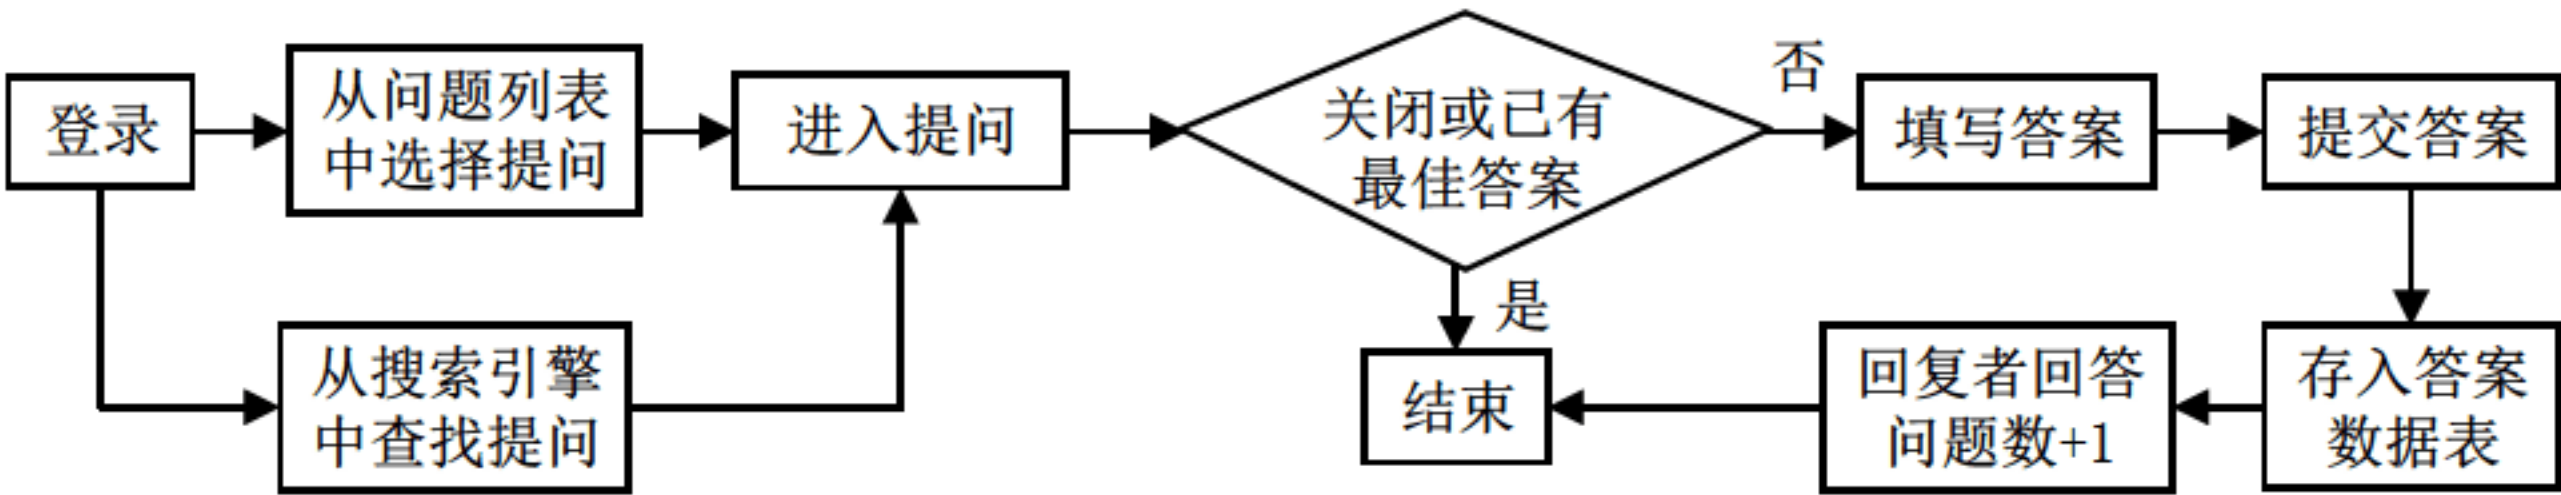 登录
从问题列表
中选择提问
进入提问
关闭或已有
最佳答案
否
填写答案
提交答案
从搜索引擎
中查找提问
是
结束
回复者回答
问题数+1
存入答案
数据表